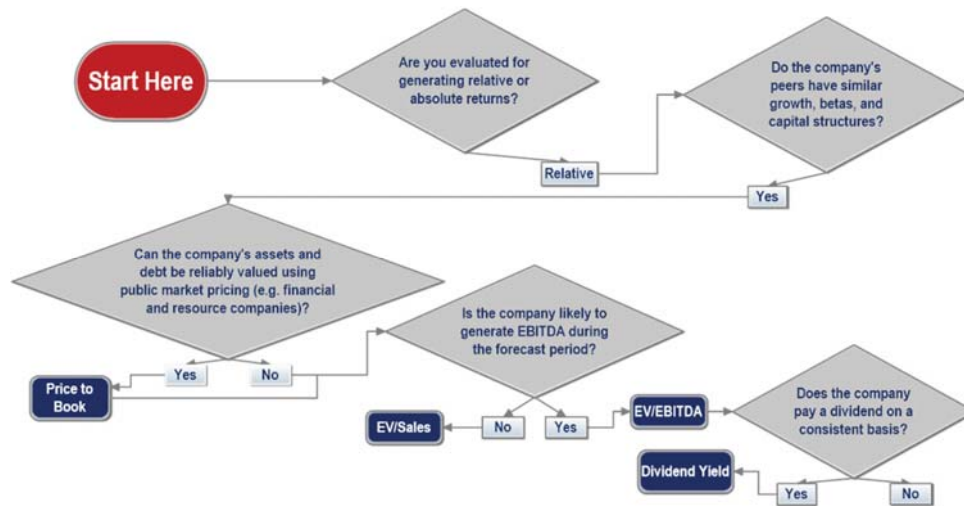 Start Here
Are you evaluated for
generating relative or
absolute returns?
Relative
Do the company's
peers have similar
growth, betas, and
capital structures?
Yes
Can the company's assets and
debt be reliably valued using
public market pricing (e.g. financial
and resource companies)?
Yes
No
Price to
Book
Is the company likely to
generate EBITDA during
the forecast period?
No
Yes
EV/Sales
EV/EBITDA
Does the company
pay a dividend on a
consistent basis?
Yes
No
Dividend Yield